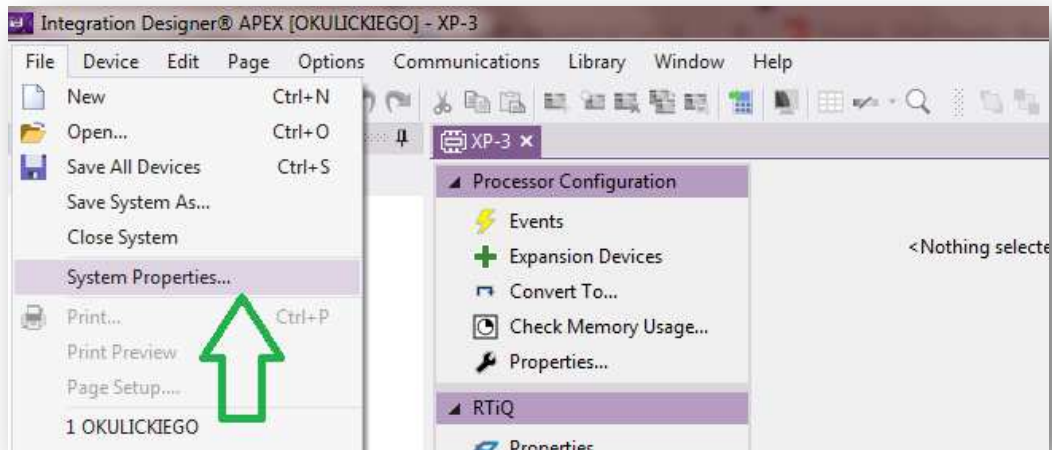 Integration Designer® APEX [OKULICKIEGO] - XP-3
File Device Edit Page Options Communications Library Window Help
New Ctrl+N
Open... Ctrl+O
Save All Devices Ctrl+S
Save System As...
Close System
System Properties...
Print... Ctrl+P
Print Preview
Page Setup....
1 OKULICKIEGO
XP-3
Processor Configuration
Events
Expansion Devices
Convert To...
Check Memory Usage...
Properties...
RTiQ
Properties
<Nothing selecte